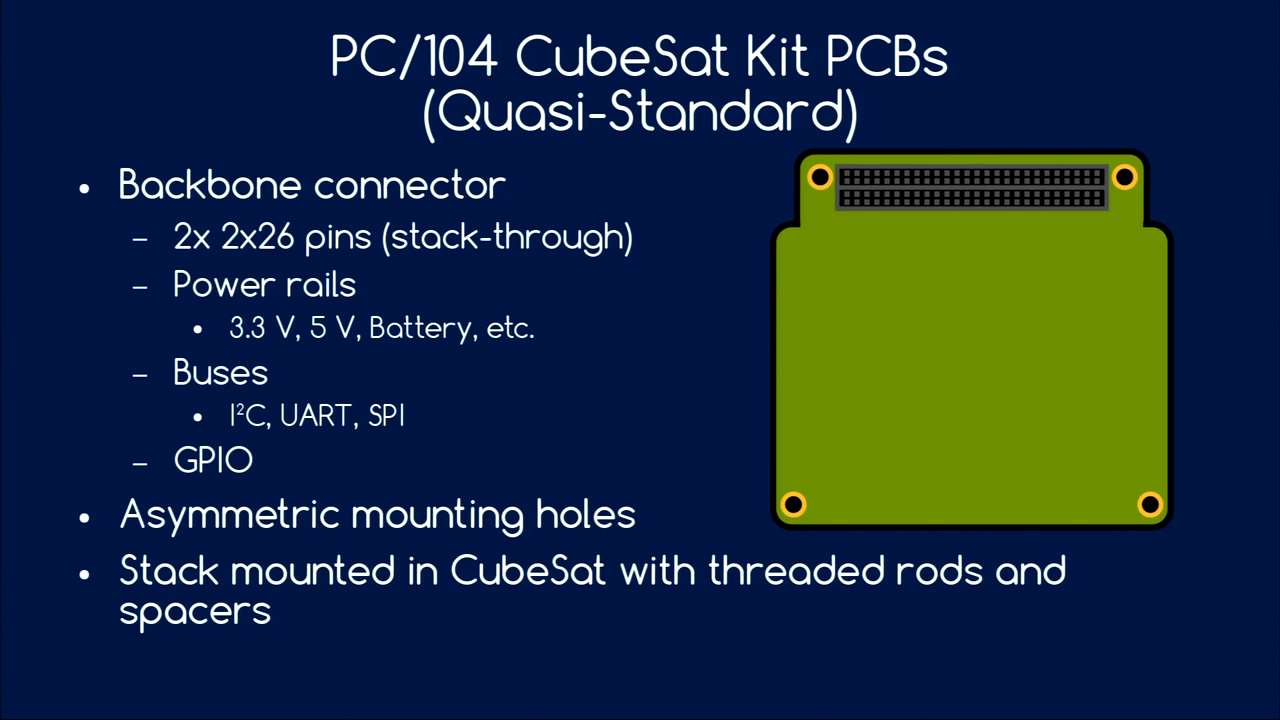 PC/104 CubeSat Kit PCBs
(Quasi-Standard)
• Backbone connector
– 2x 2x26 pins (stack-through)
– Power rails
• 3.3 V, 5 V, Battery, etc.
– Buses
• I²C, UART, SPI
– GPIO
• Asymmetric mounting holes
• Stack mounted in CubeSat with threaded rods and
spacers